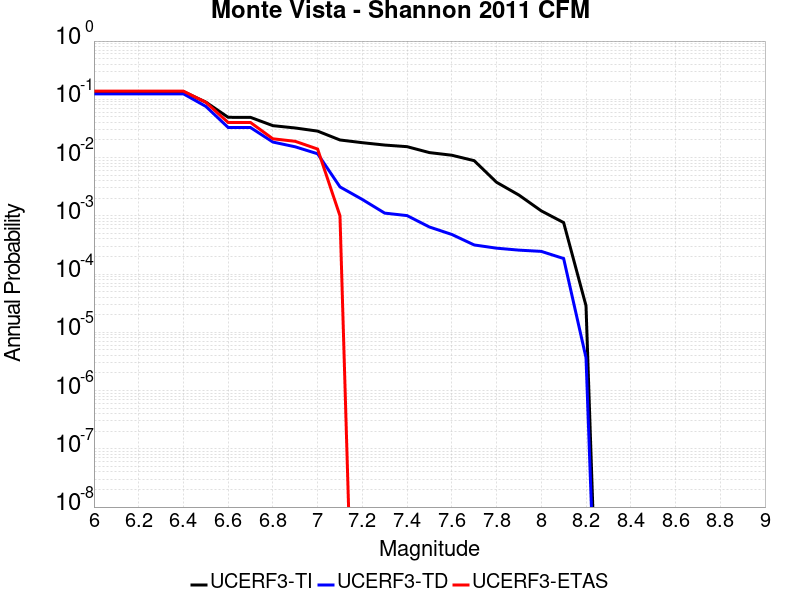 Monte Vista - Shannon 2011 CFM
Annual Probability
10^0
10^-1
10^-2
10^-3
10^-4
10^-5
10^-6
10^-7
10^-8
6 6.2 6.4 6.6 6.8 7 7.2 7.4 7.6 7.8 8 8.2 8.4 8.6 8.8 9
Magnitude
UCERF3-TI UCERF3-TD UCERF3-ETAS